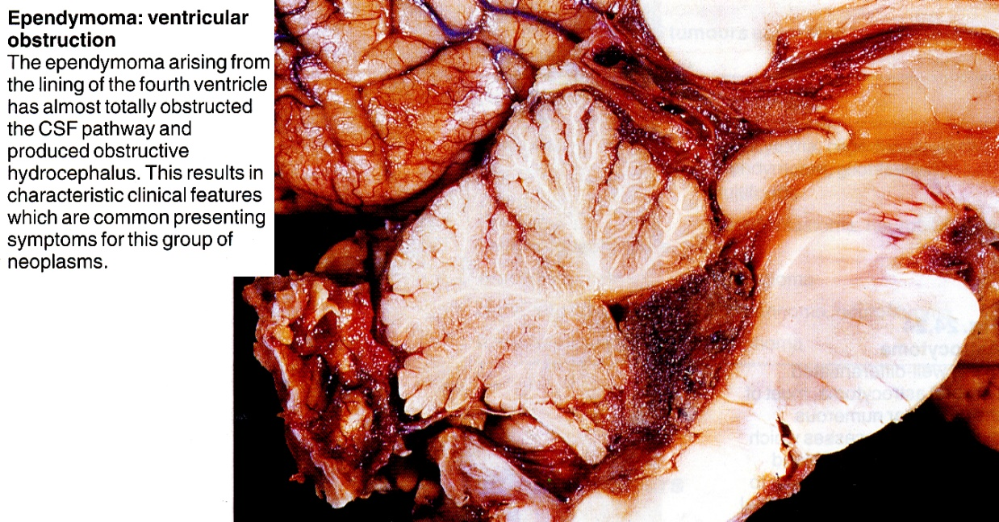 Ependymoma: ventricular
obstruction
The ependymoma arising from
the lining of the fourth ventricle
has almost totally obstructed
the CSF pathway and
produced obstructive
hydrocephalus. This results in
characteristic clinical features
which are common presenting
symptoms for this group of
neoplasms.